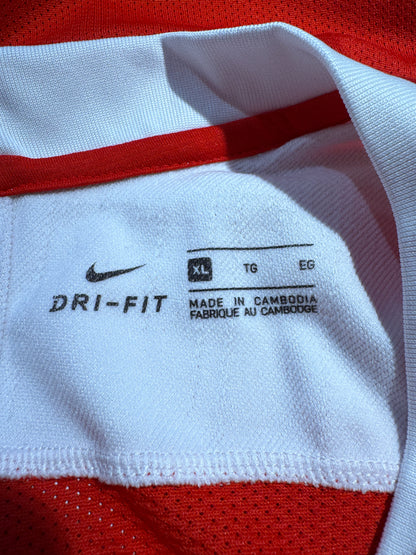 DRI-FIT
XL TG EG
MADE IN CAMBODIA
FABRIQUE AU CAMBODGE